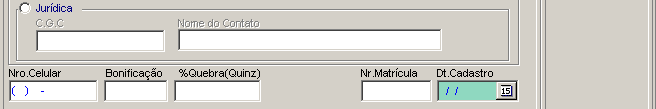 Jurídica
C.G.C Nome do Contato
Nro.Celular Bonificação %Quebra(Quinz) Nr.Matrícula Dt.Cadastro
( ) - / / 15